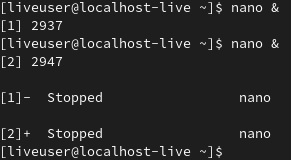 [liveuser@localhost-live ~]$ nano &
[1] 2937
[liveuser@localhost-live ~]$ nano &
[2] 2947
[1]-  Stopped                 nano
[2]+  Stopped                 nano
[liveuser@localhost-live ~]$